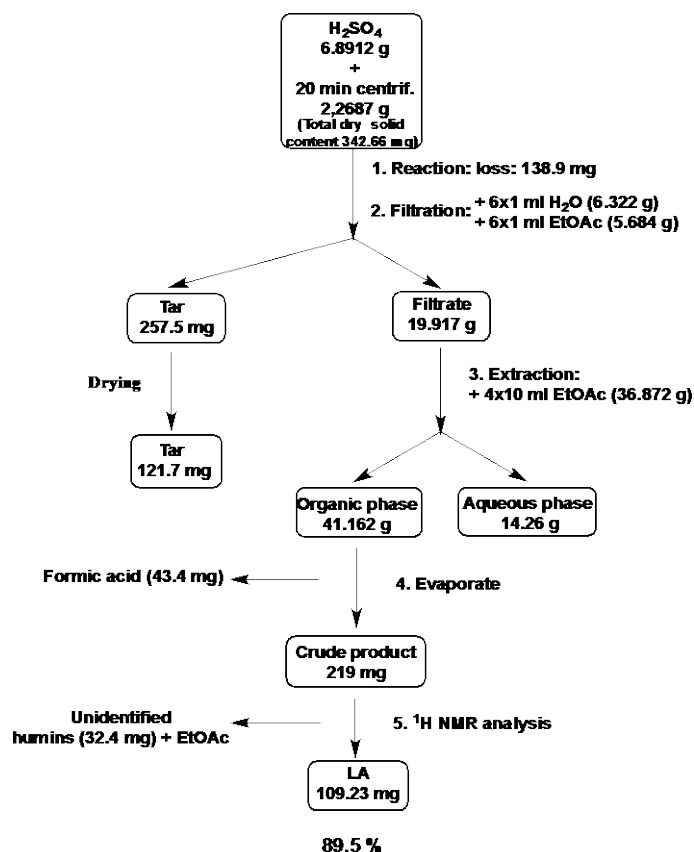 H₂SO₄
6.8912 g
+
20 min centrif.
2,2687 g
(Total dry solid
content 342.66 mg)
1. Reaction: loss: 138.9 mg
2. Filtration: + 6x1 ml H₂O (6.322 g)
+ 6x1 ml EtOAc (5.684 g)
Tar
257.5 mg
Filtrate
19.917 g
Drying
3. Extraction:
+ 4x10 ml EtOAc (36.872 g)
Tar
121.7 mg
Organic phase
41.162 g
Aqueous phase
14.26 g
Formic acid (43.4 mg)
4. Evaporate
Crude product
219 mg
Unidentified
humins (32.4 mg) + EtOAc
5. ¹H NMR analysis
LA
109.23 mg
89.5 %